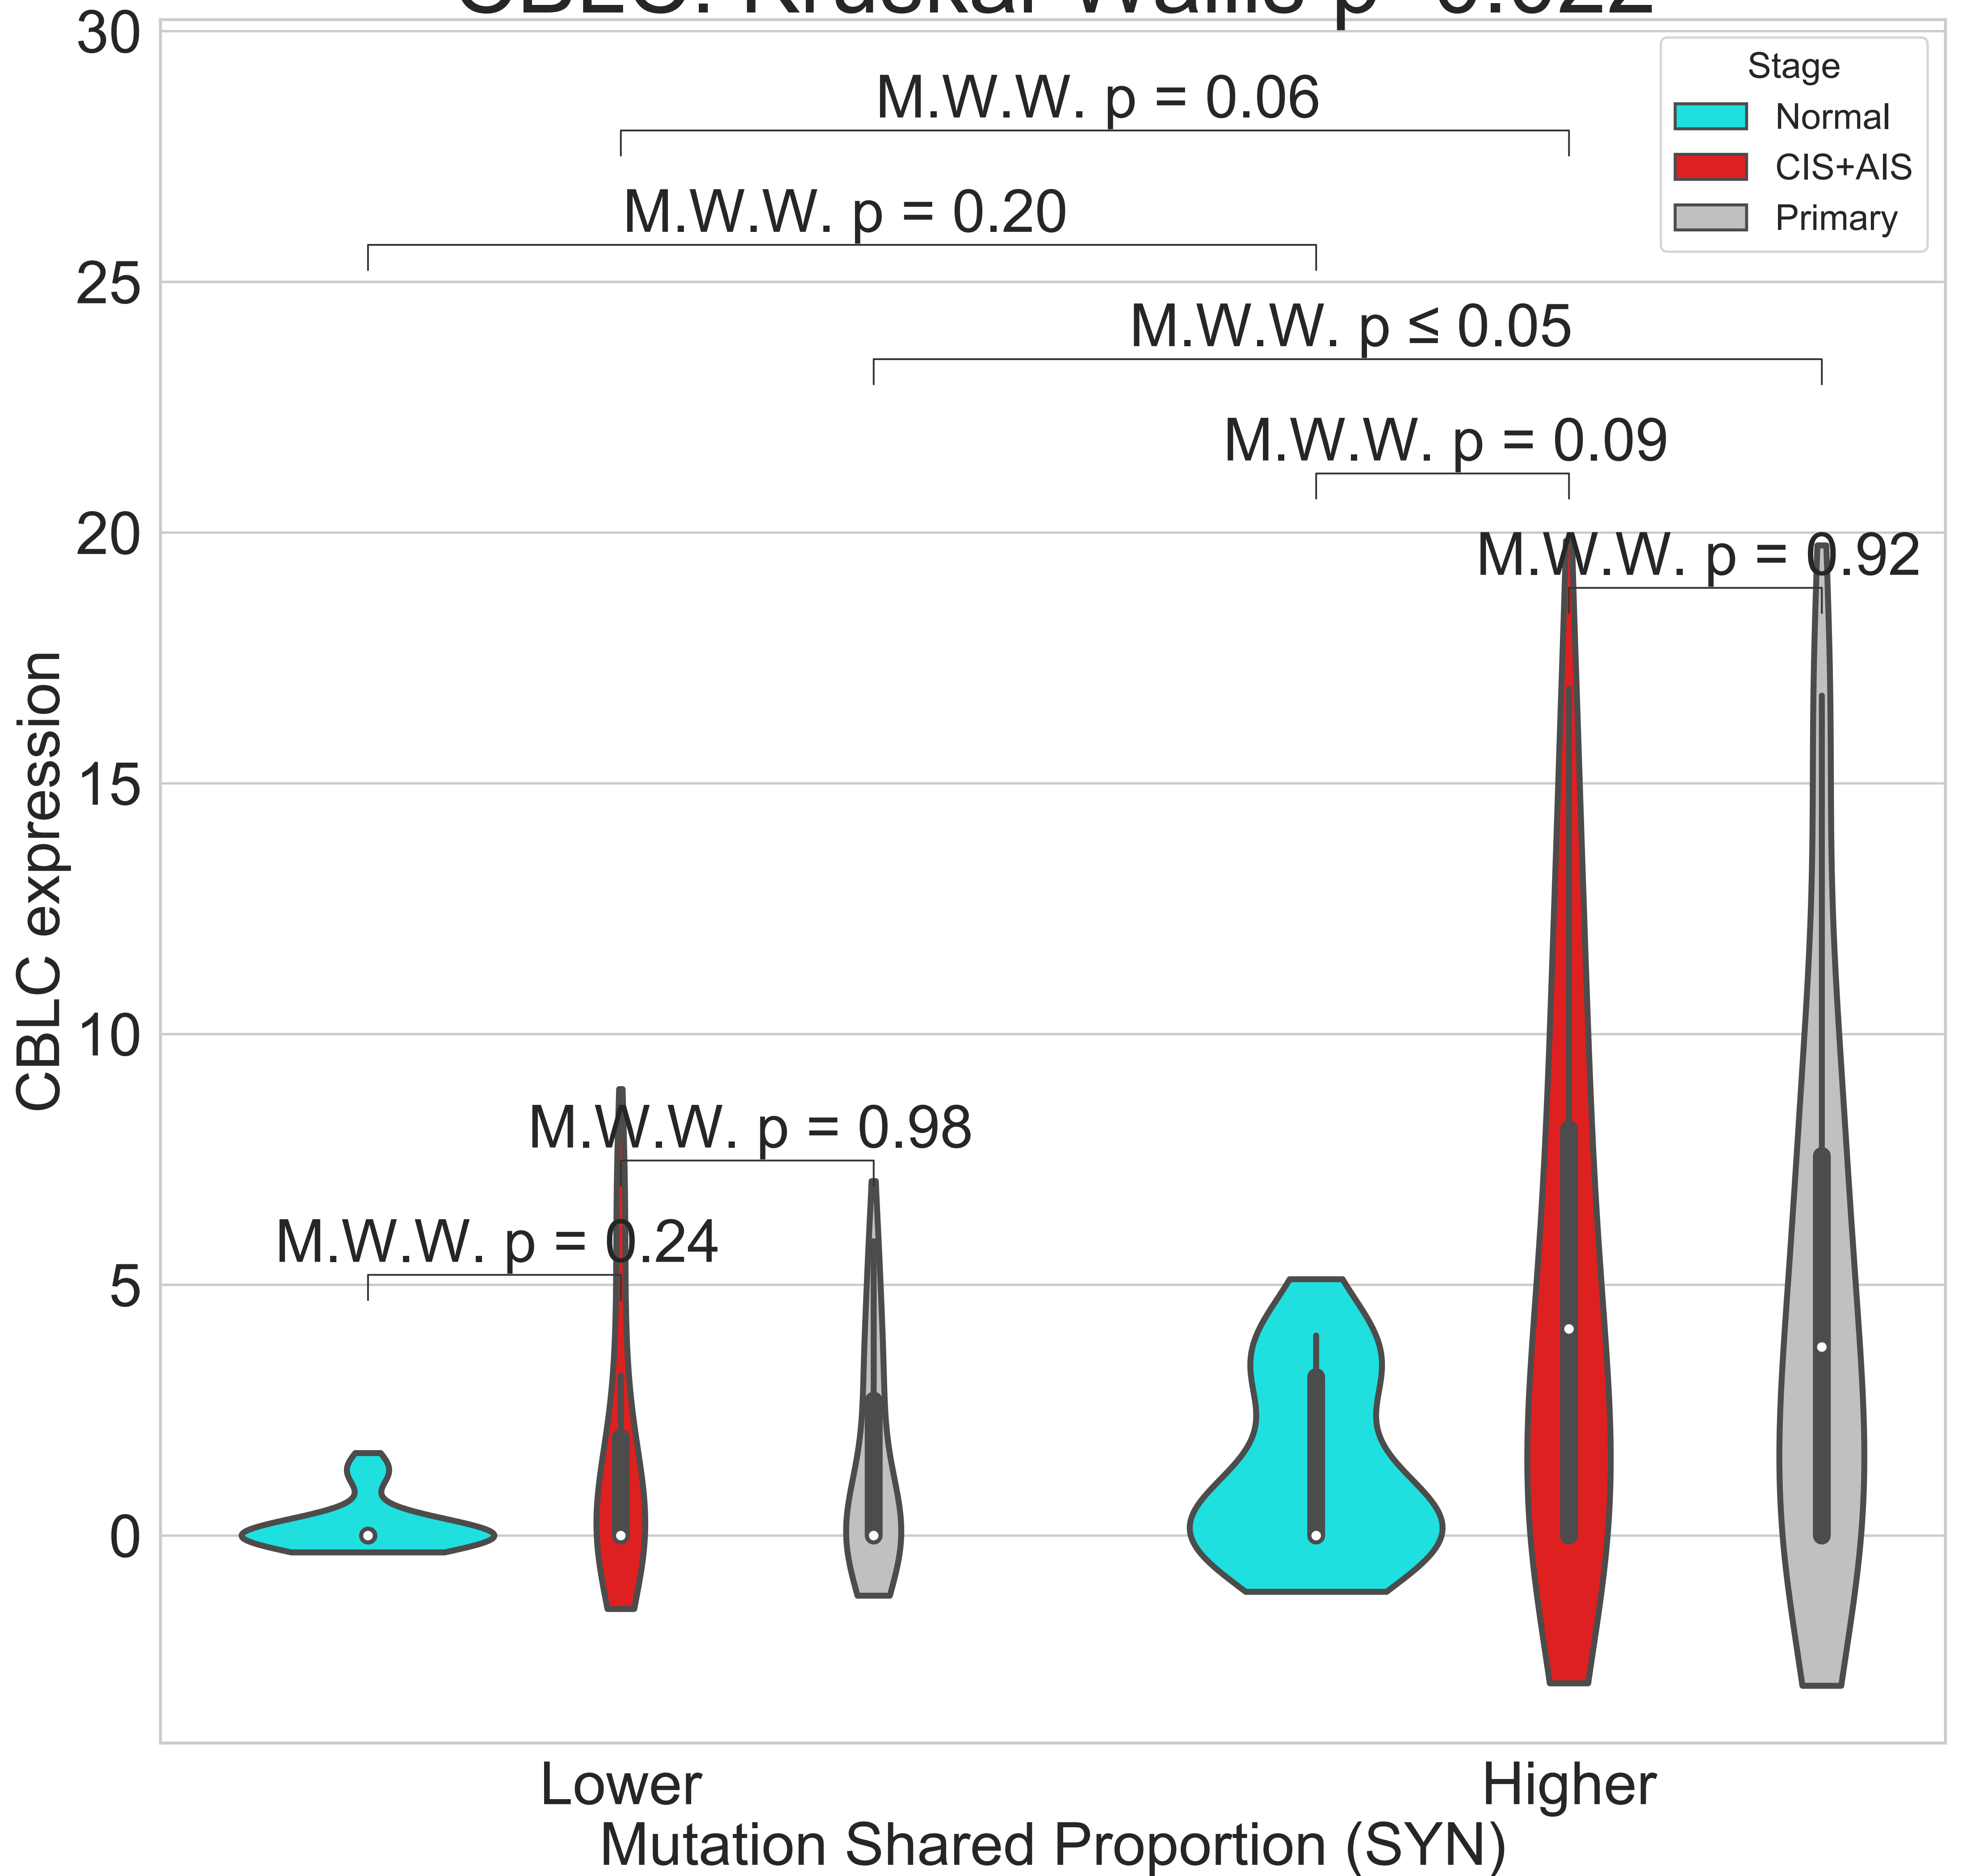 30
Stage
Normal
CIS+AIS
Primary
M.W.W. p = 0.06
M.W.W. p = 0.20
25
M.W.W. p ≤ 0.05
M.W.W. p = 0.09
20
M.W.W. p = 0.92
15
CBLC expression
10
M.W.W. p = 0.98
M.W.W. p = 0.24
5
0
Lower
Higher
Mutation Shared Proportion (SYN)